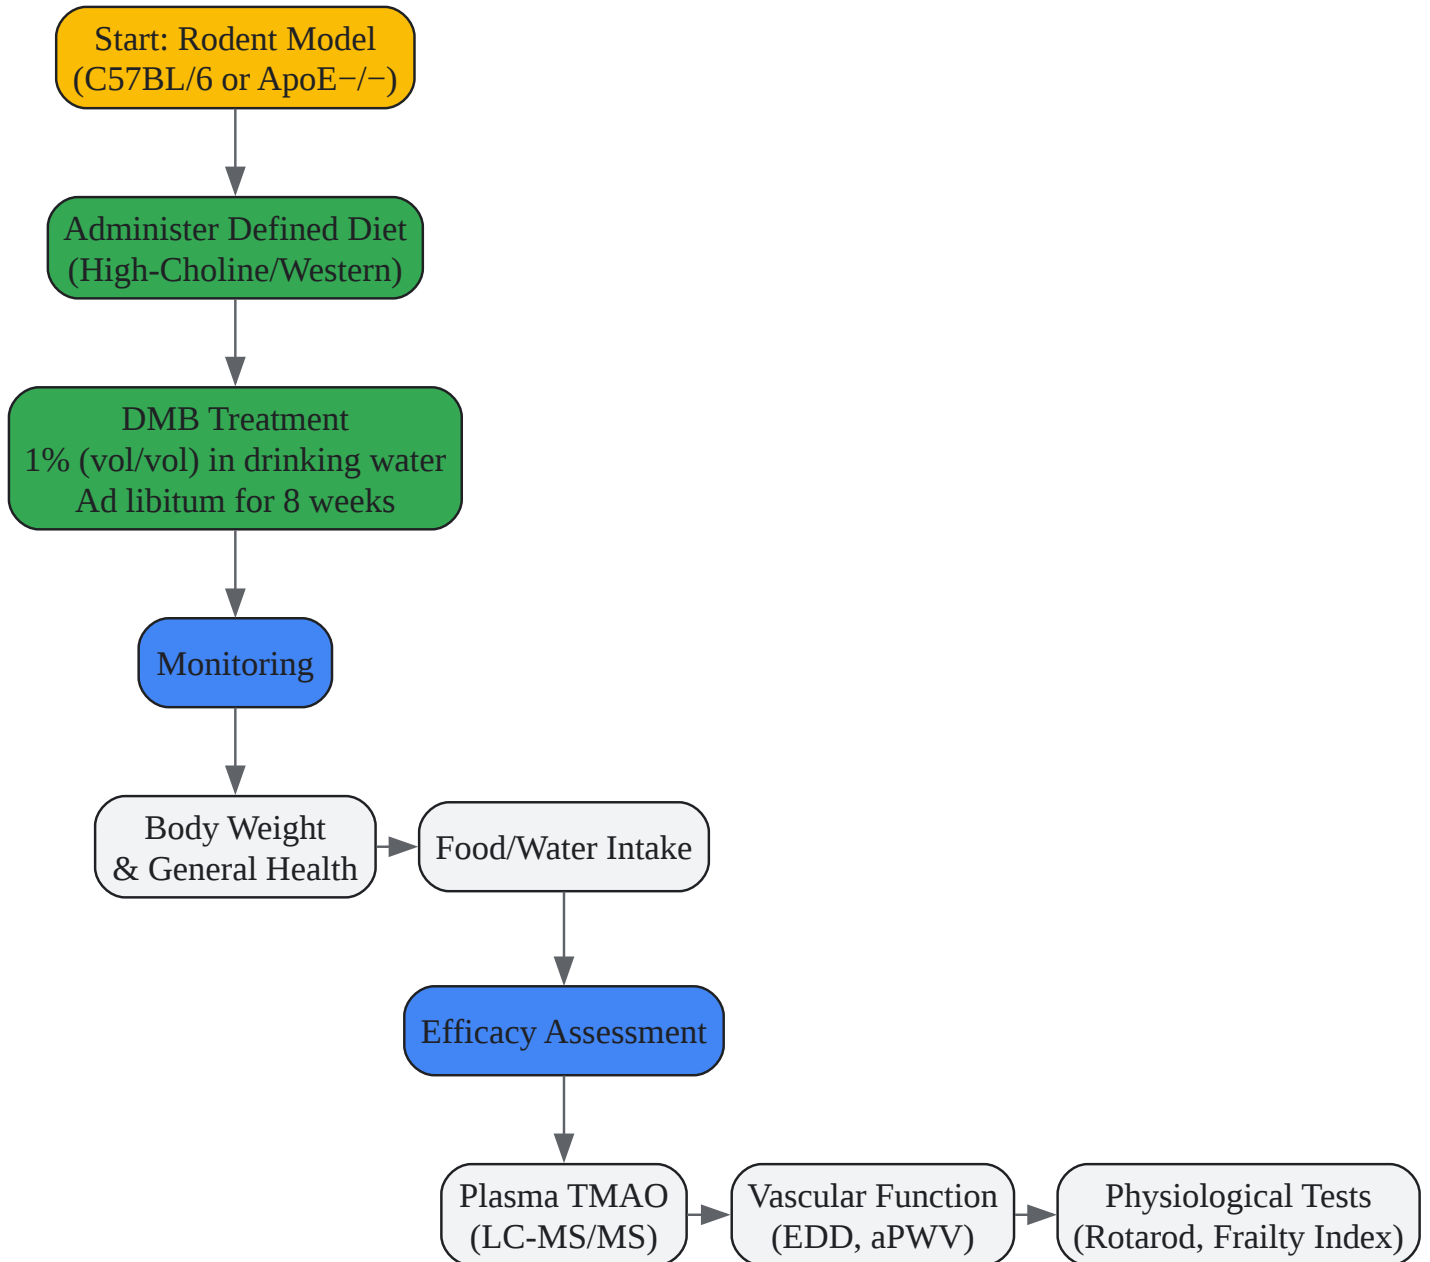 Start: Rodent Model
(C57BL/6 or ApoE−/−)
Administer Defined Diet
(High-Choline/Western)
DMB Treatment
1% (vol/vol) in drinking water
Ad libitum for 8 weeks
Monitoring
Body Weight
& General Health
Food/Water Intake
Efficacy Assessment
Plasma TMAO
(LC-MS/MS)
Vascular Function
(EDD, aPWV)
Physiological Tests
(Rotarod, Frailty Index)